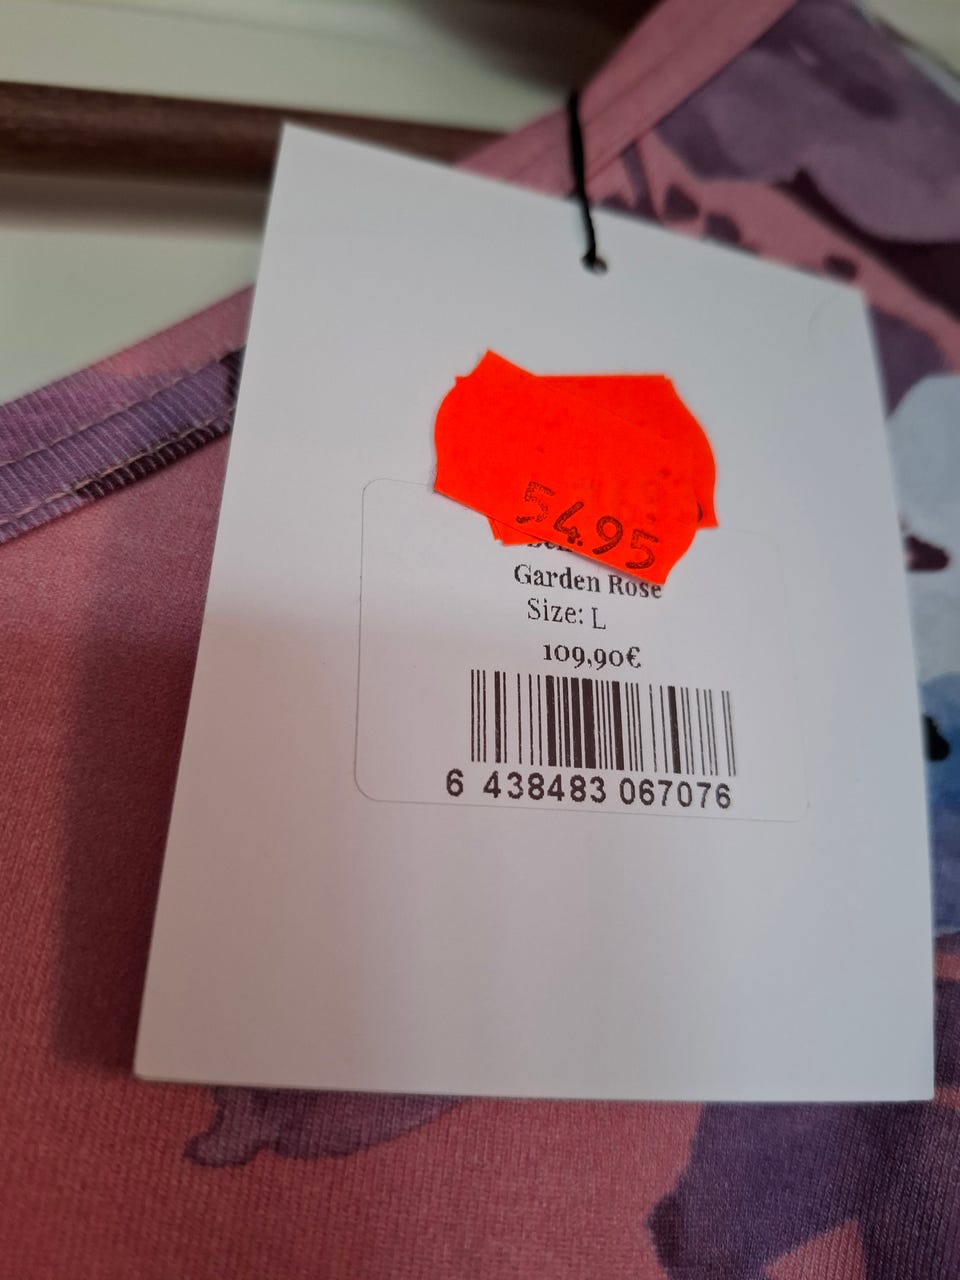 54.95
Garden Rose
Size: L
109,90€
6 438483 067076